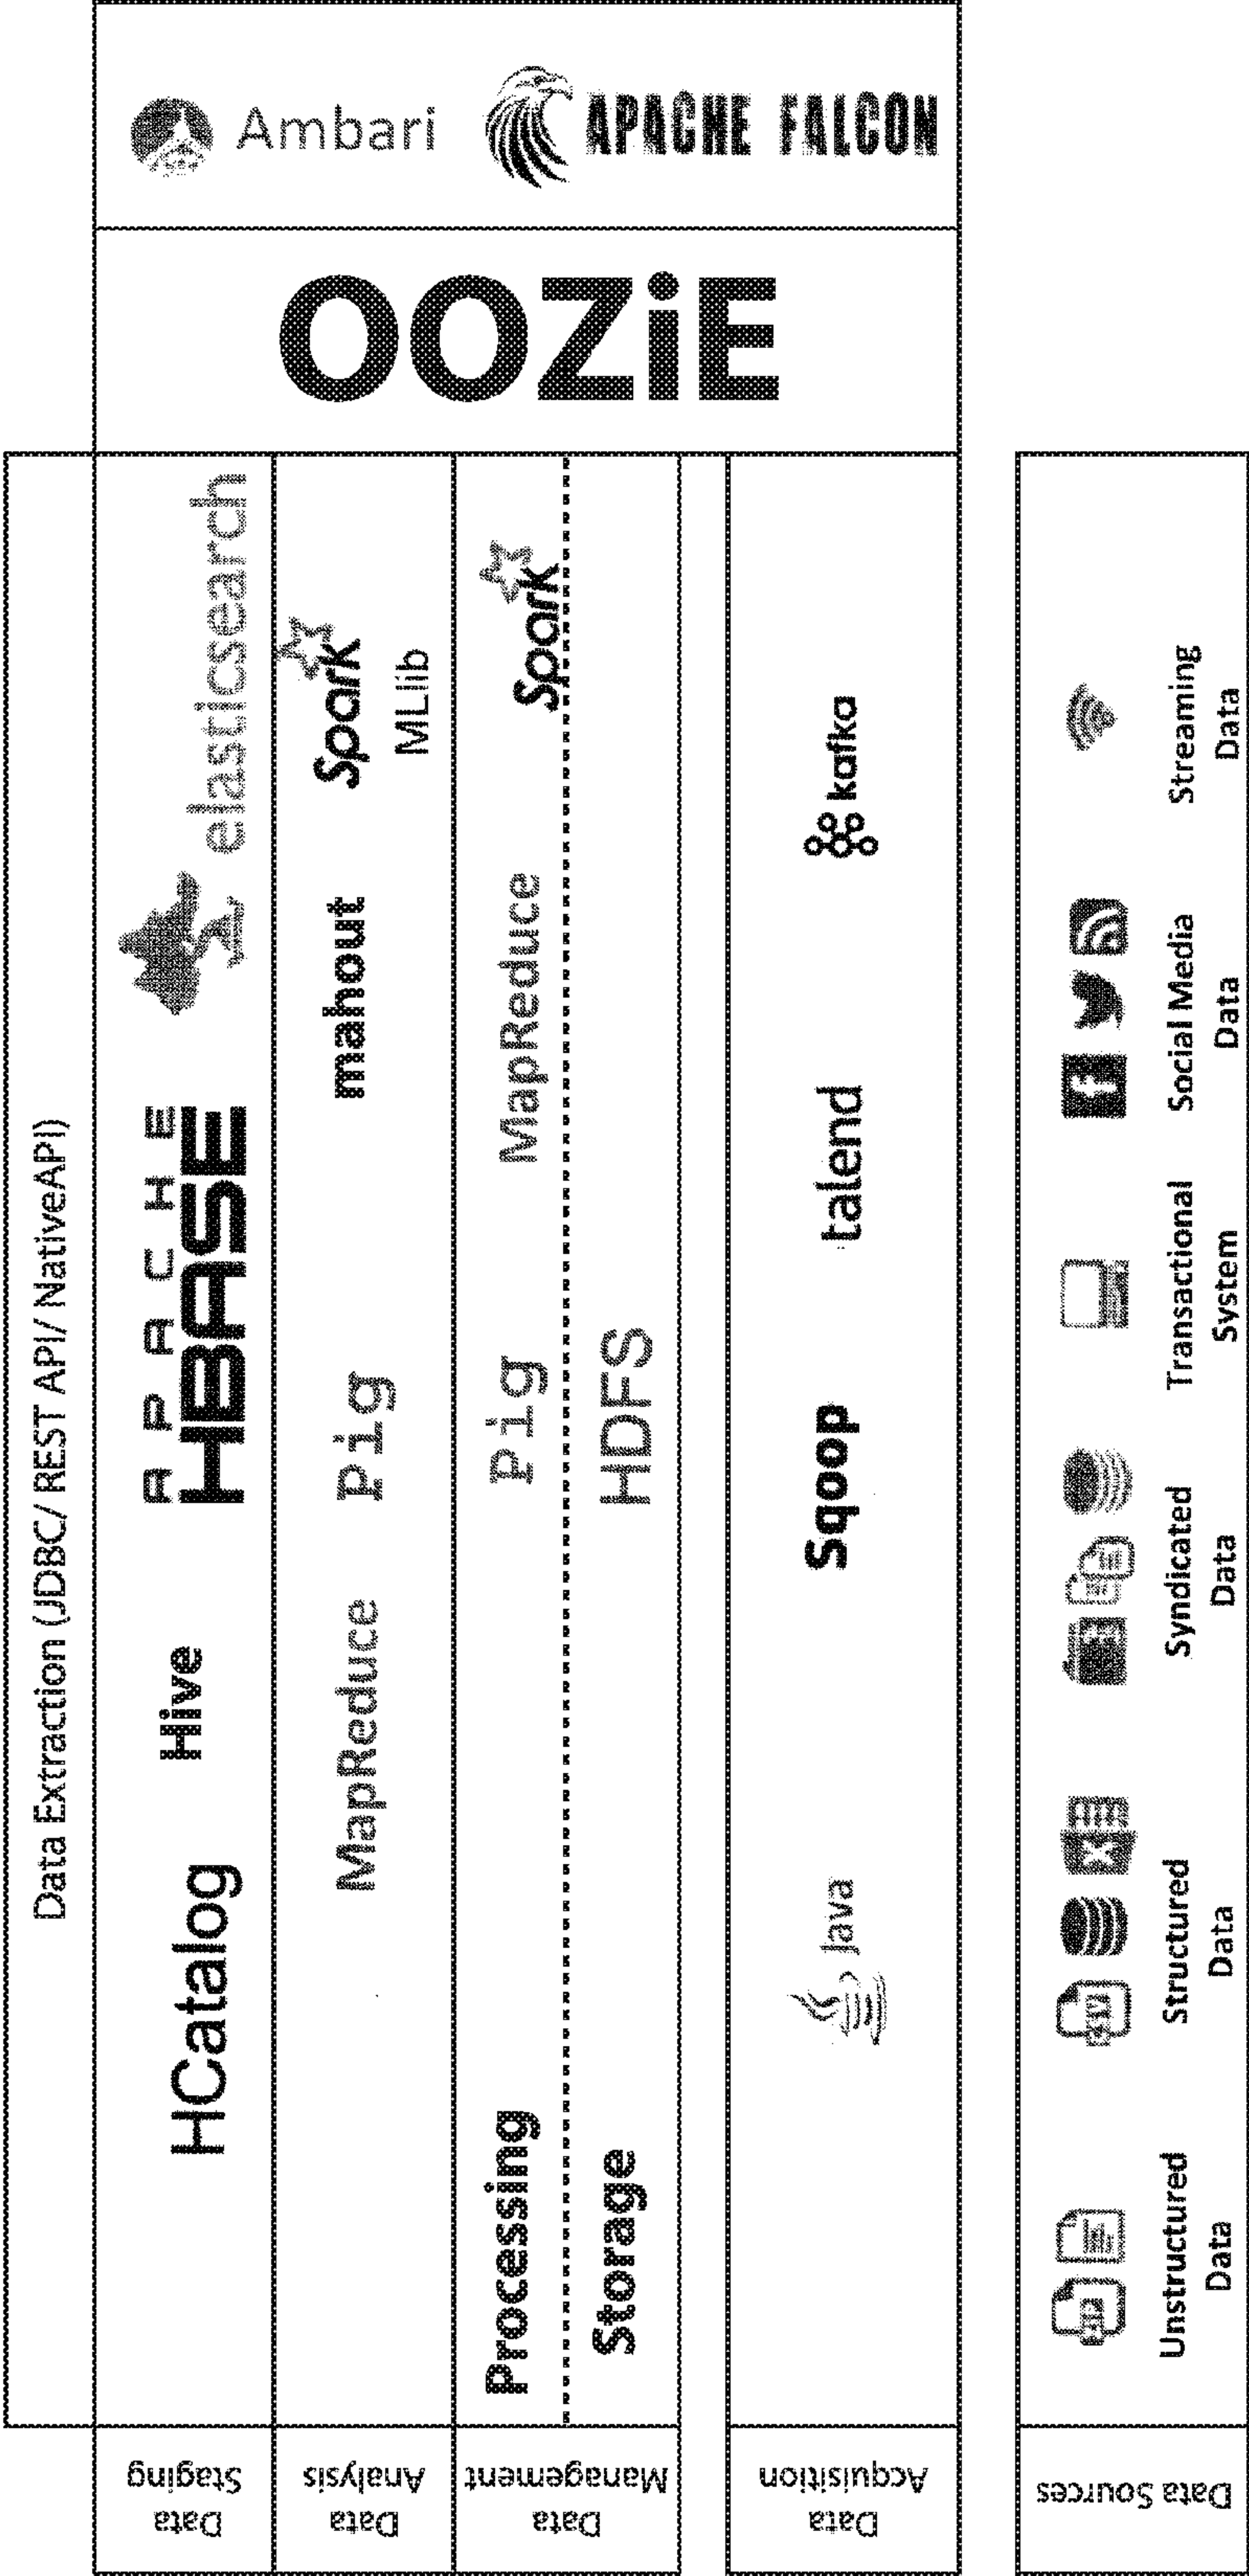 Data Extraction (JDBC/ REST API/ NativeAPI)
Data
Staging
HCatalog
Hive
APACHE
HBASE
elasticsearch
Data
Analysis
MapReduce
Pig
mahout
Spark
MLlib
Data
Management
Processing
Pig
MapReduce
Spark
Storage
HDFS
Data
Acquisition
Java
Sqoop
talend
kafka
OOZiE
Ambari
APACHE FALCON
Data Sources
Unstructured
Data
CSV
Structured
Data
Syndicated
Data
Transactional
System
Social Media
Data
Streaming
Data